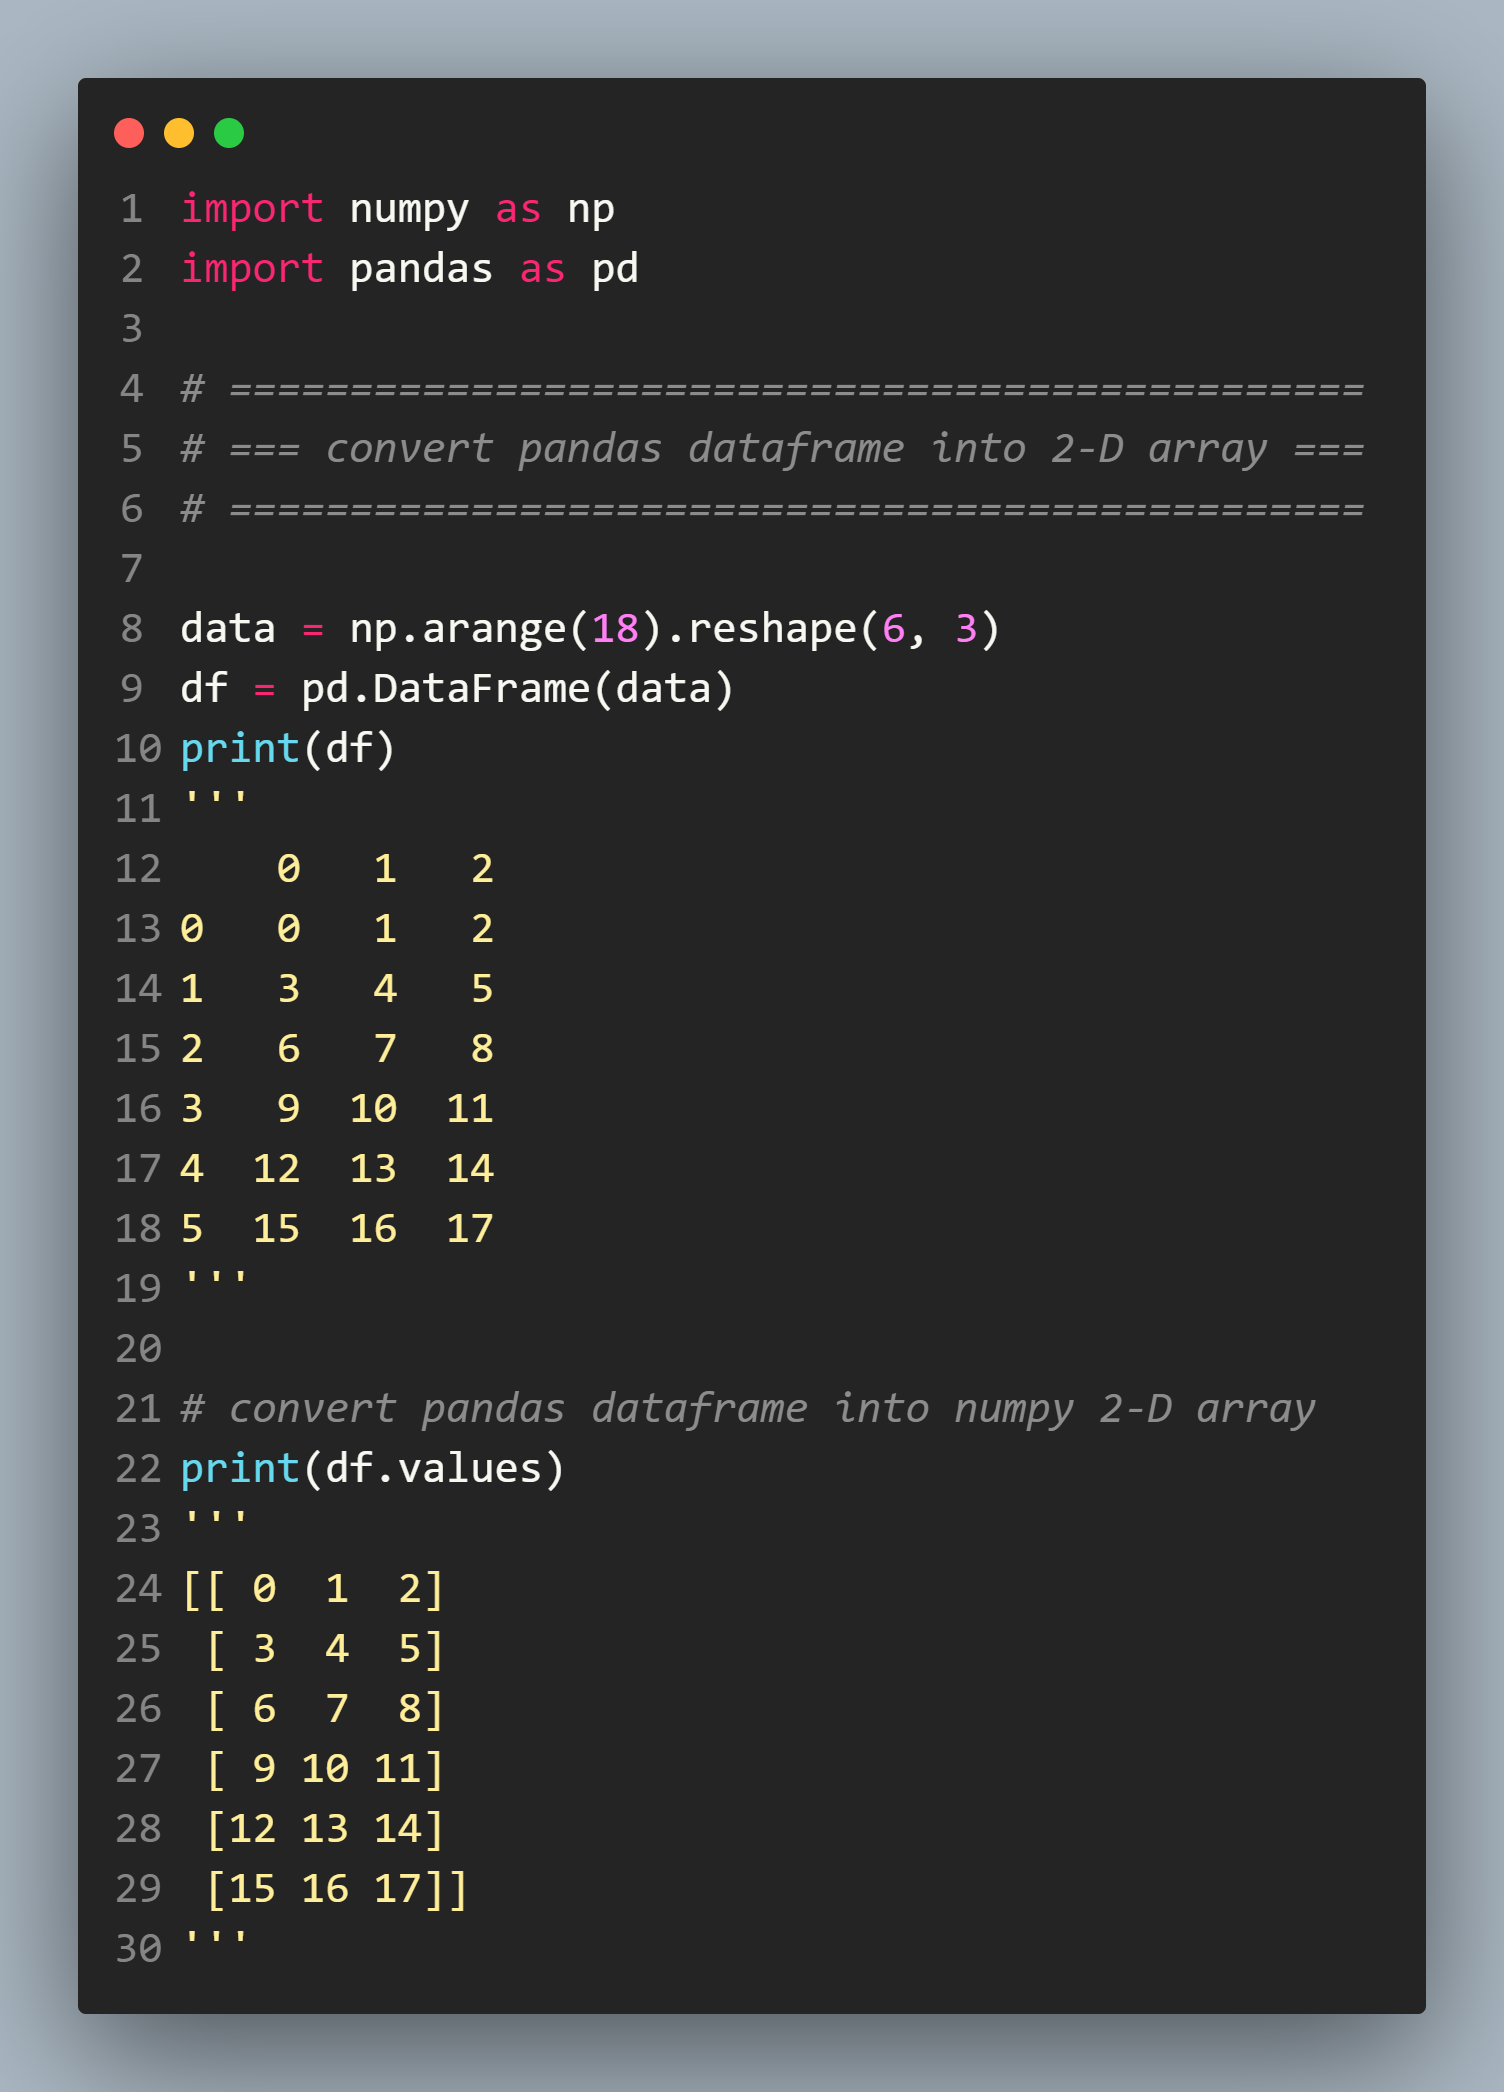 1 import numpy as np
2 import pandas as pd
3
4 # ===============================================
5 # === convert pandas dataframe into 2-D array ===
6 # ===============================================
7
8 data = np.arange(18).reshape(6, 3)
9 df = pd.DataFrame(data)
10 print(df)
11 '''
12     0   1   2
13 0   0   1   2
14 1   3   4   5
15 2   6   7   8
16 3   9  10  11
17 4  12  13  14
18 5  15  16  17
19 '''
20
21 # convert pandas dataframe into numpy 2-D array
22 print(df.values)
23 '''
24 [[ 0  1  2]
25  [ 3  4  5]
26  [ 6  7  8]
27  [ 9 10 11]
28  [12 13 14]
29  [15 16 17]]
30 '''